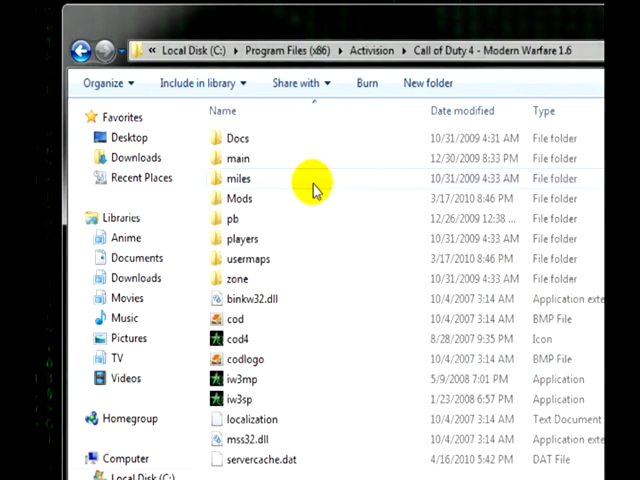 « Local Disk (C:) Program Files (x86) Activision Call of Duty 4 - Modern Warfare 1.6
Organize Include in library Share with Burn New folder
Name Date modified Type
Favorites
Desktop
Downloads
Recent Places
Libraries
Anime
Documents
Downloads
Movies
Music
Pictures
TV
Videos
Homegroup
Computer
Local Disk (C:)
Docs 10/31/2009 4:31 AM File folder
main 12/30/2009 8:33 PM File folder
miles 10/31/2009 4:33 AM File folder
Mods 3/17/2010 8:46 PM File folder
pb 12/26/2009 12:38 ... File folder
players 10/31/2009 4:33 AM File folder
usermaps 3/17/2010 8:46 PM File folder
zone 10/31/2009 4:33 AM File folder
binkw32.dll 10/4/2007 3:14 AM Application exte
cod 10/4/2007 3:14 AM BMP File
cod4 8/28/2007 9:35 PM Icon
codlogo 10/4/2007 3:14 AM BMP File
iw3mp 5/9/2008 7:01 PM Application
iw3sp 1/23/2008 6:57 PM Application
localization 10/4/2007 3:14 AM Text Document
mss32.dll 10/4/2007 3:14 AM Application exte
servercache.dat 4/16/2010 5:42 PM DAT File